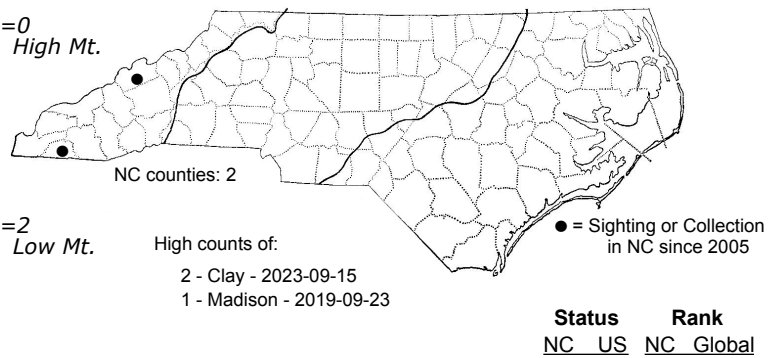 =0
High Mt.
NC counties: 2
=2
Low Mt.
High counts of:
2 - Clay - 2023-09-15
1 - Madison - 2019-09-23
● = Sighting or Collection
in NC since 2005
Status Rank
NC US NC Global